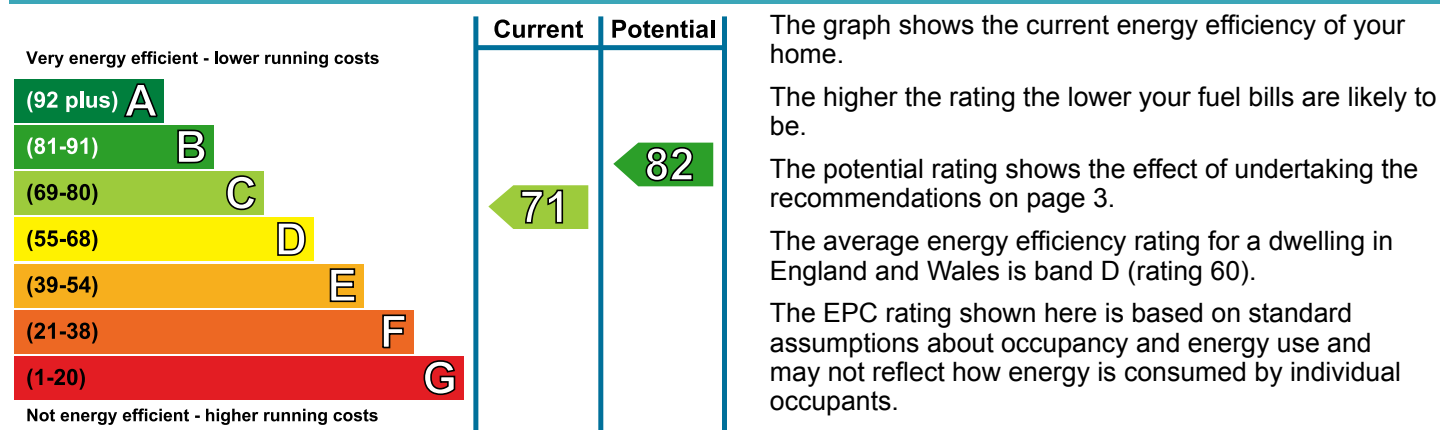 Current Potential
Very energy efficient - lower running costs
(92 plus) A
(81-91) B
(69-80) C
(55-68) D
(39-54) E
(21-38) F
(1-20) G
Not energy efficient - higher running costs
71
82
The graph shows the current energy efficiency of your
home.
The higher the rating the lower your fuel bills are likely to
be.
The potential rating shows the effect of undertaking the
recommendations on page 3.
The average energy efficiency rating for a dwelling in
England and Wales is band D (rating 60).
The EPC rating shown here is based on standard
assumptions about occupancy and energy use and
may not reflect how energy is consumed by individual
occupants.